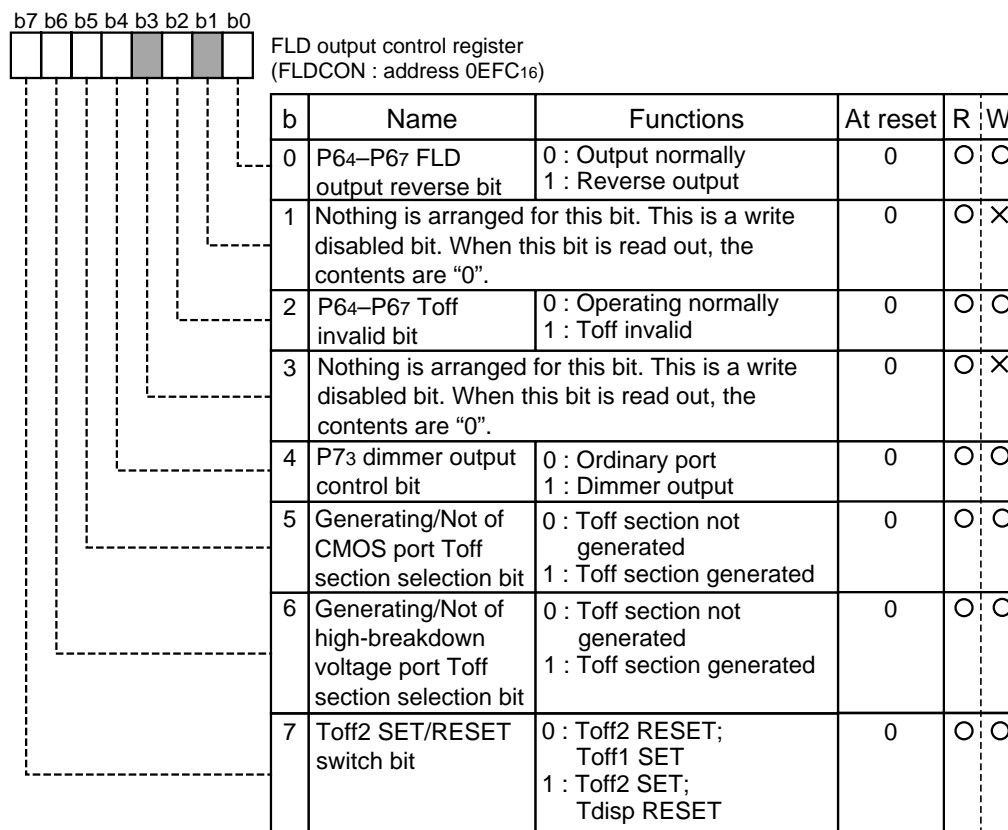 b7 b6 b5 b4 b3 b2 b1 b0
FLD output control register
(FLDCON : address 0EFC16)
b Name Functions At reset R W
0 P64–P67 FLD output reverse bit 0 : Output normally 1 : Reverse output 0 O O
1 Nothing is arranged for this bit. This is a write 0 O ×
disabled bit. When this bit is read out, the
contents are “0”.
2 P64–P67 Toff invalid bit 0 : Operating normally 1 : Toff invalid 0 O O
3 Nothing is arranged for this bit. This is a write 0 O ×
disabled bit. When this bit is read out, the
contents are “0”.
4 P73 dimmer output control bit 0 : Ordinary port 1 : Dimmer output 0 O O
5 Generating/Not of CMOS port Toff section selection bit 0 : Toff section not generated 1 : Toff section generated 0 O O
6 Generating/Not of high-breakdown voltage port Toff section selection bit 0 : Toff section not generated 1 : Toff section generated 0 O O
7 Toff2 SET/RESET switch bit 0 : Toff2 RESET; Toff1 SET 1 : Toff2 SET; Tdisp RESET 0 O O